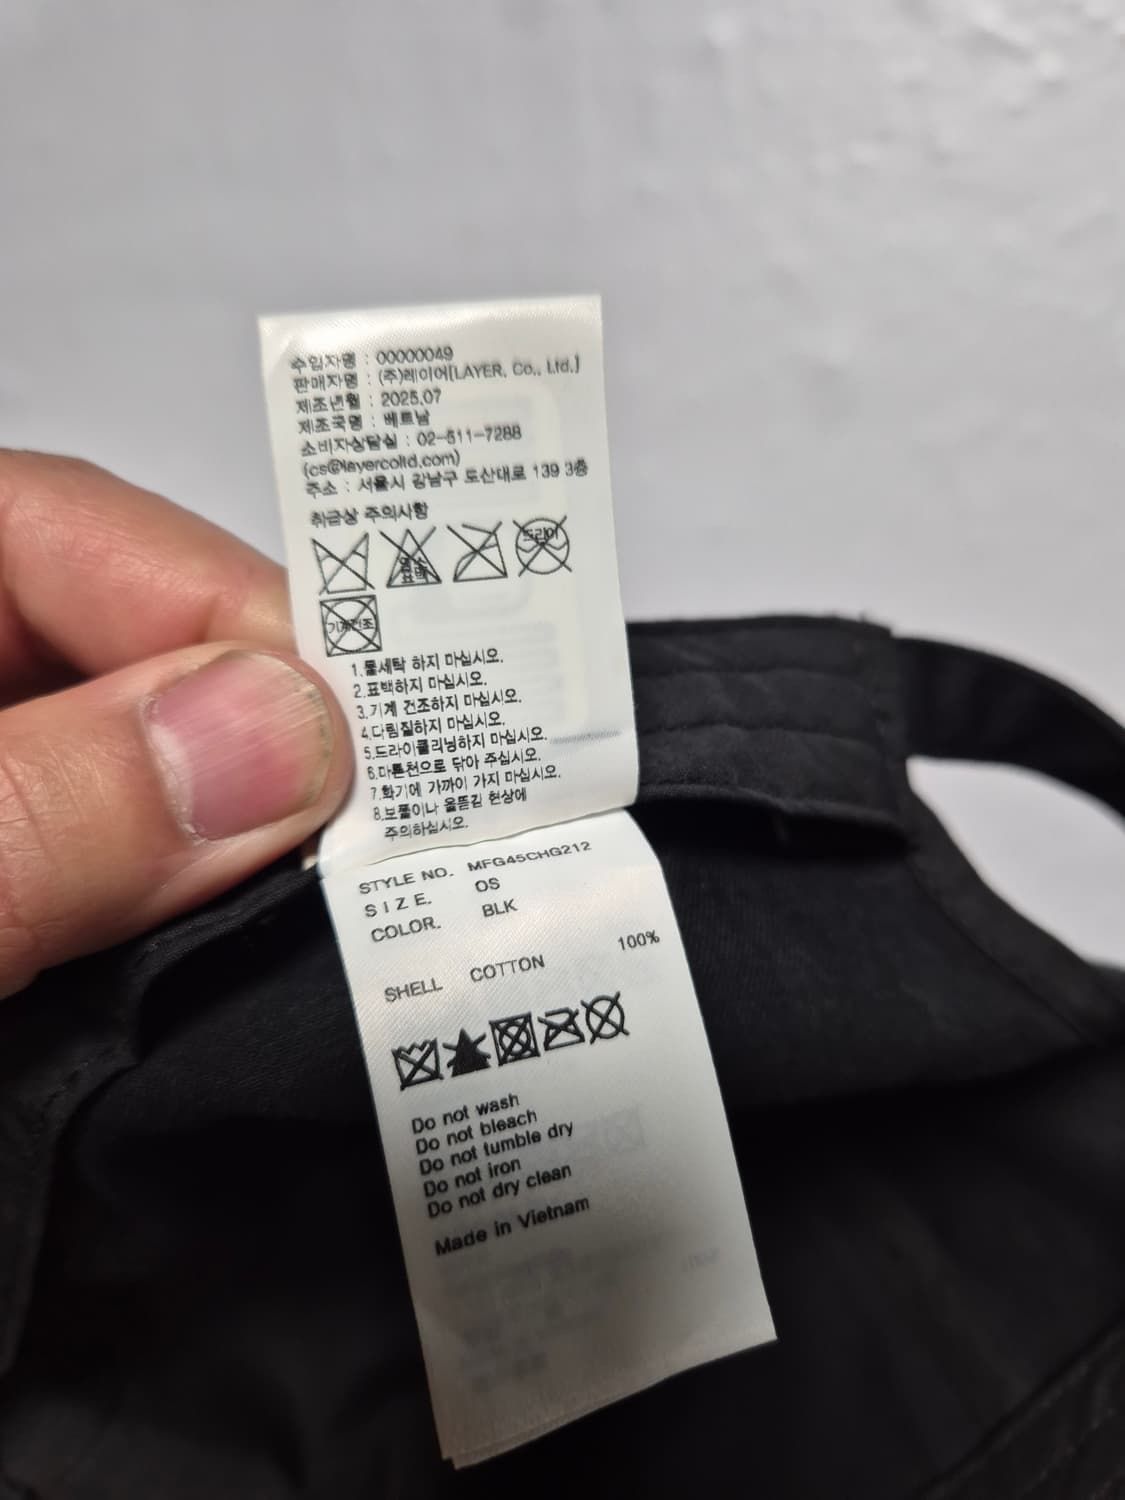 수입자명 : 00000049
판매자명 : (주)레이어[LAYER. Co., Ltd.]
제조년월 : 2025.07
제조국명 : 베트남
소비자상담실 : 02-511-7288
(cs@layercoltd.com)
주소 : 서울시 강남구 도산대로 139 3층
취급상 주의사항
염소 표백
드라이
기계건조
1.물세탁 하지 마십시오.
2.표백하지 마십시오.
3.기계 건조하지 마십시오.
4.다림질하지 마십시오.
5.드라이클리닝하지 마십시오.
6.마른천으로 닦아 주십시오.
7.화기에 가까이 가지 마십시오.
8.보풀이나 올뜯김 현상에
주의하십시오.
STYLE NO. MFG45CHG212
SIZE. OS
COLOR. BLK
SHELL COTTON 100%
Do not wash
Do not bleach
Do not tumble dry
Do not iron
Do not dry clean
Made in Vietnam